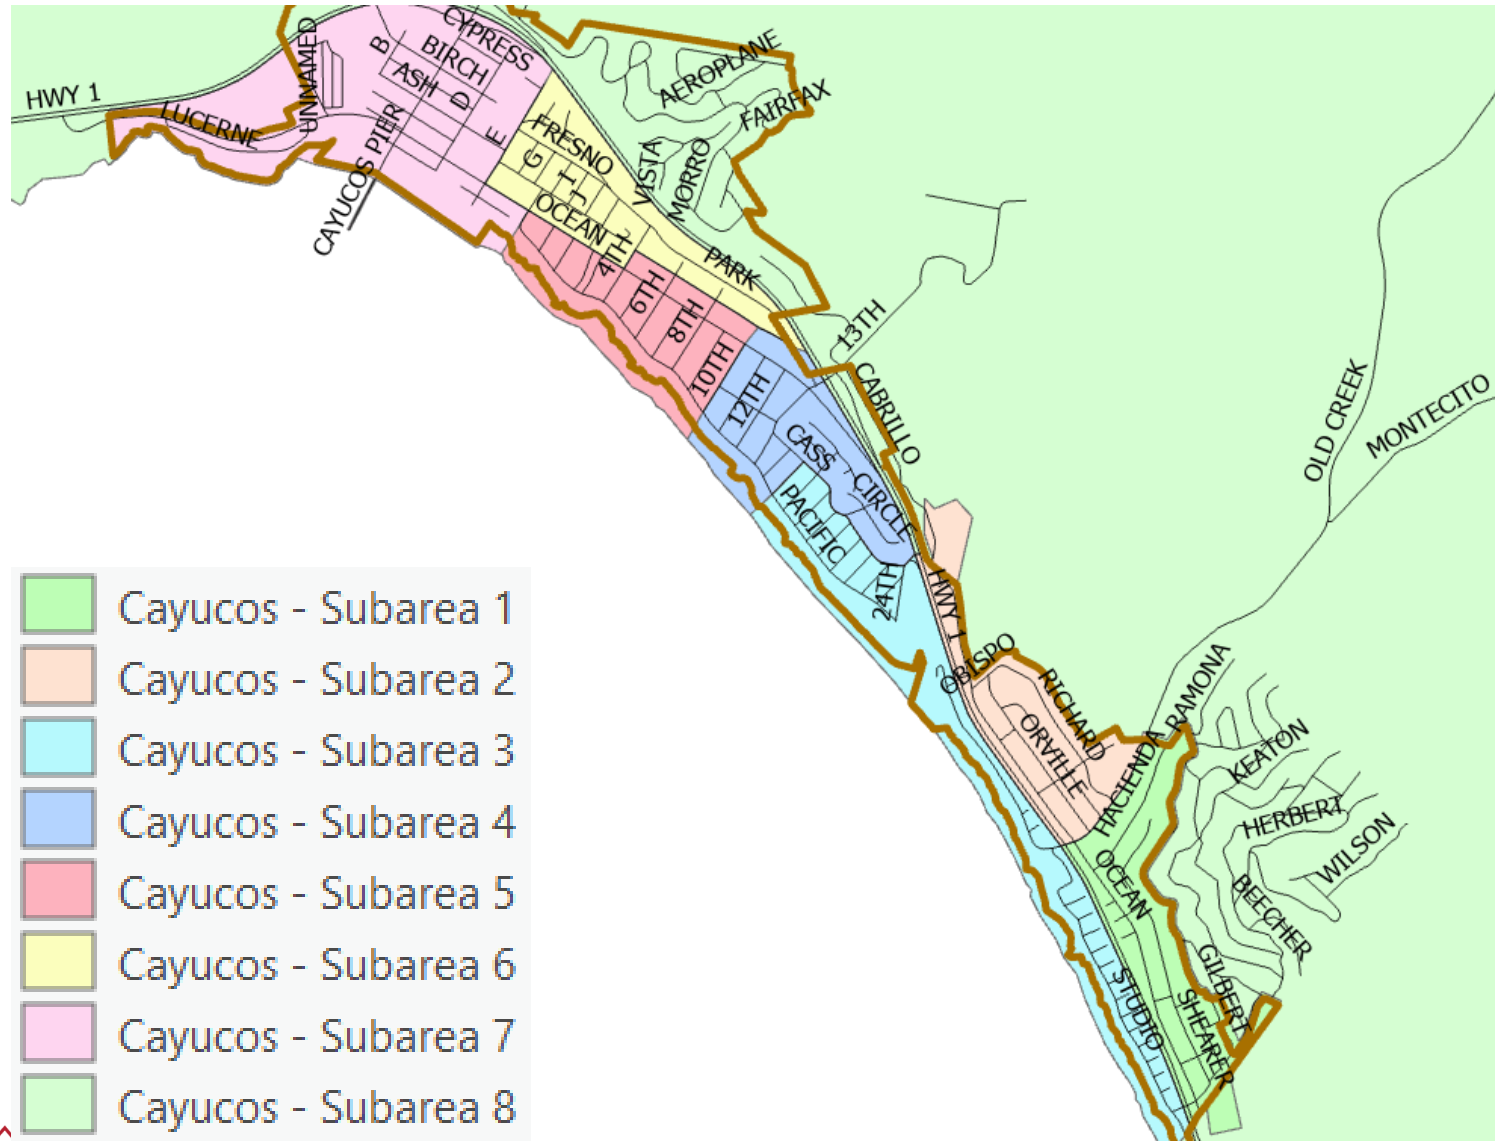 CYPRESS
B
BIRCH
ASH
D
UNNAMED
HWY 1
LUCERNE
CAYUCOS PIER
E
AEROPLANE
FAIRFAX
FRESNO
G
I
J
VISTA
MORRO
OCEAN
4TH
PARK
6TH
8TH
10TH
13TH
12TH
CABRILLO
CASS
CIRCLE
PACIFIC
24TH
HWY 1
OBISPO
OLD CREEK
MONTECITO
RICHARD
ORVILLE
HACIENDA
RAMONA
KEATON
HERBERT
WILSON
BEECHER
OCEAN
GILBERT
STUDIO
SHEARER
Cayucos - Subarea 1
Cayucos - Subarea 2
Cayucos - Subarea 3
Cayucos - Subarea 4
Cayucos - Subarea 5
Cayucos - Subarea 6
Cayucos - Subarea 7
Cayucos - Subarea 8